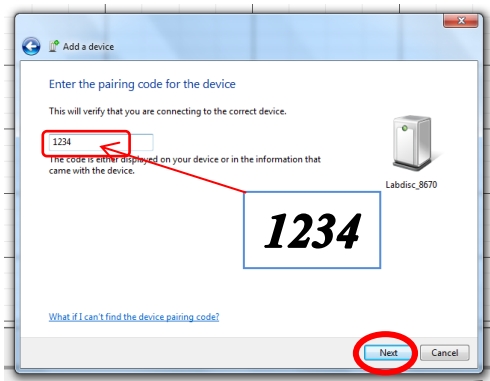 Add a device
Enter the pairing code for the device
This will verify that you are connecting to the correct device.
1234
The code is either displayed on your device or in the information that
came with the device.
Labdisc_8670
1234
What if I can't find the device pairing code?
Next
Cancel